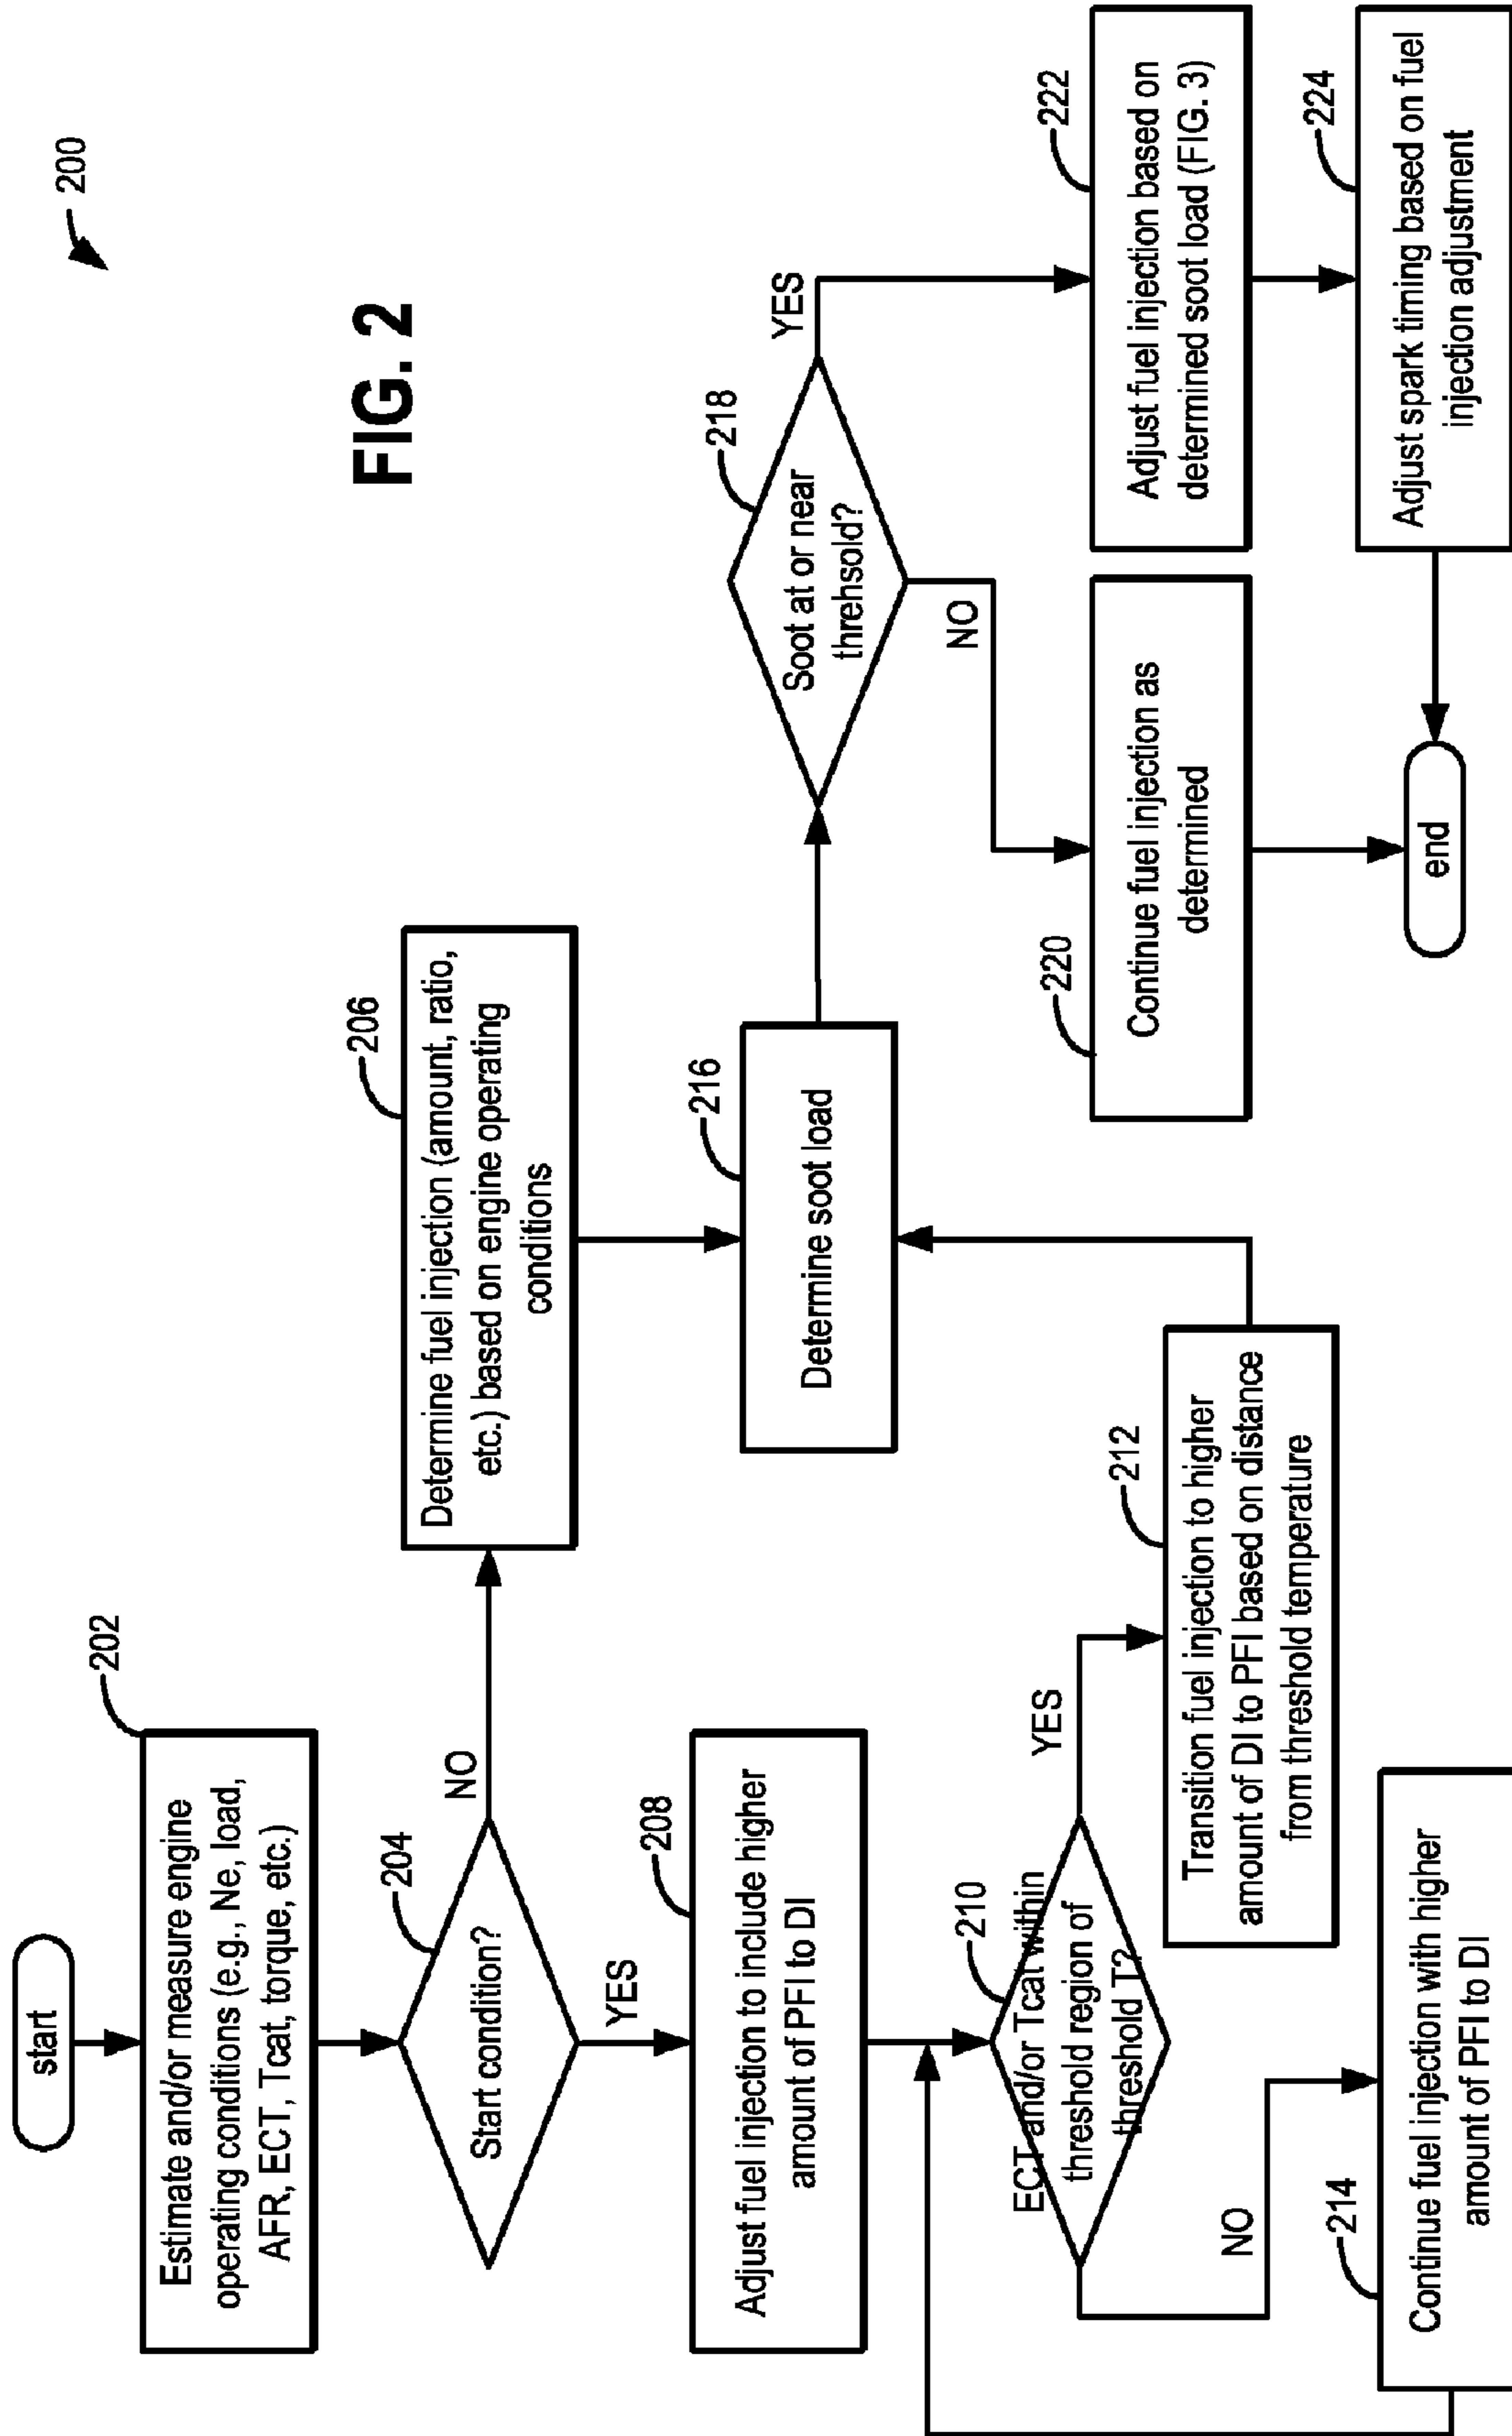 200
FIG. 2
start
202
Estimate and/or measure engine
operating conditions (e.g., Ne, load,
AFR, ECT, Tcat, torque, etc.)
204
Start condition?
NO
YES
206
Determine fuel injection (amount, ratio,
etc.) based on engine operating
conditions
208
Adjust fuel injection to include higher
amount of PFI to DI
210
ECT and/or Tcat within
threshold region of
threshold T?
YES
NO
212
Transition fuel injection to higher
amount of DI to PFI based on distance
from threshold temperature
214
Continue fuel injection with higher
amount of PFI to DI
216
Determine soot load
218
Soot at or near
threhsold?
YES
NO
220
Continue fuel injection as
determined
222
Adjust fuel injection based on
determined soot load (FIG. 3)
224
Adjust spark timing based on fuel
injection adjustment
end